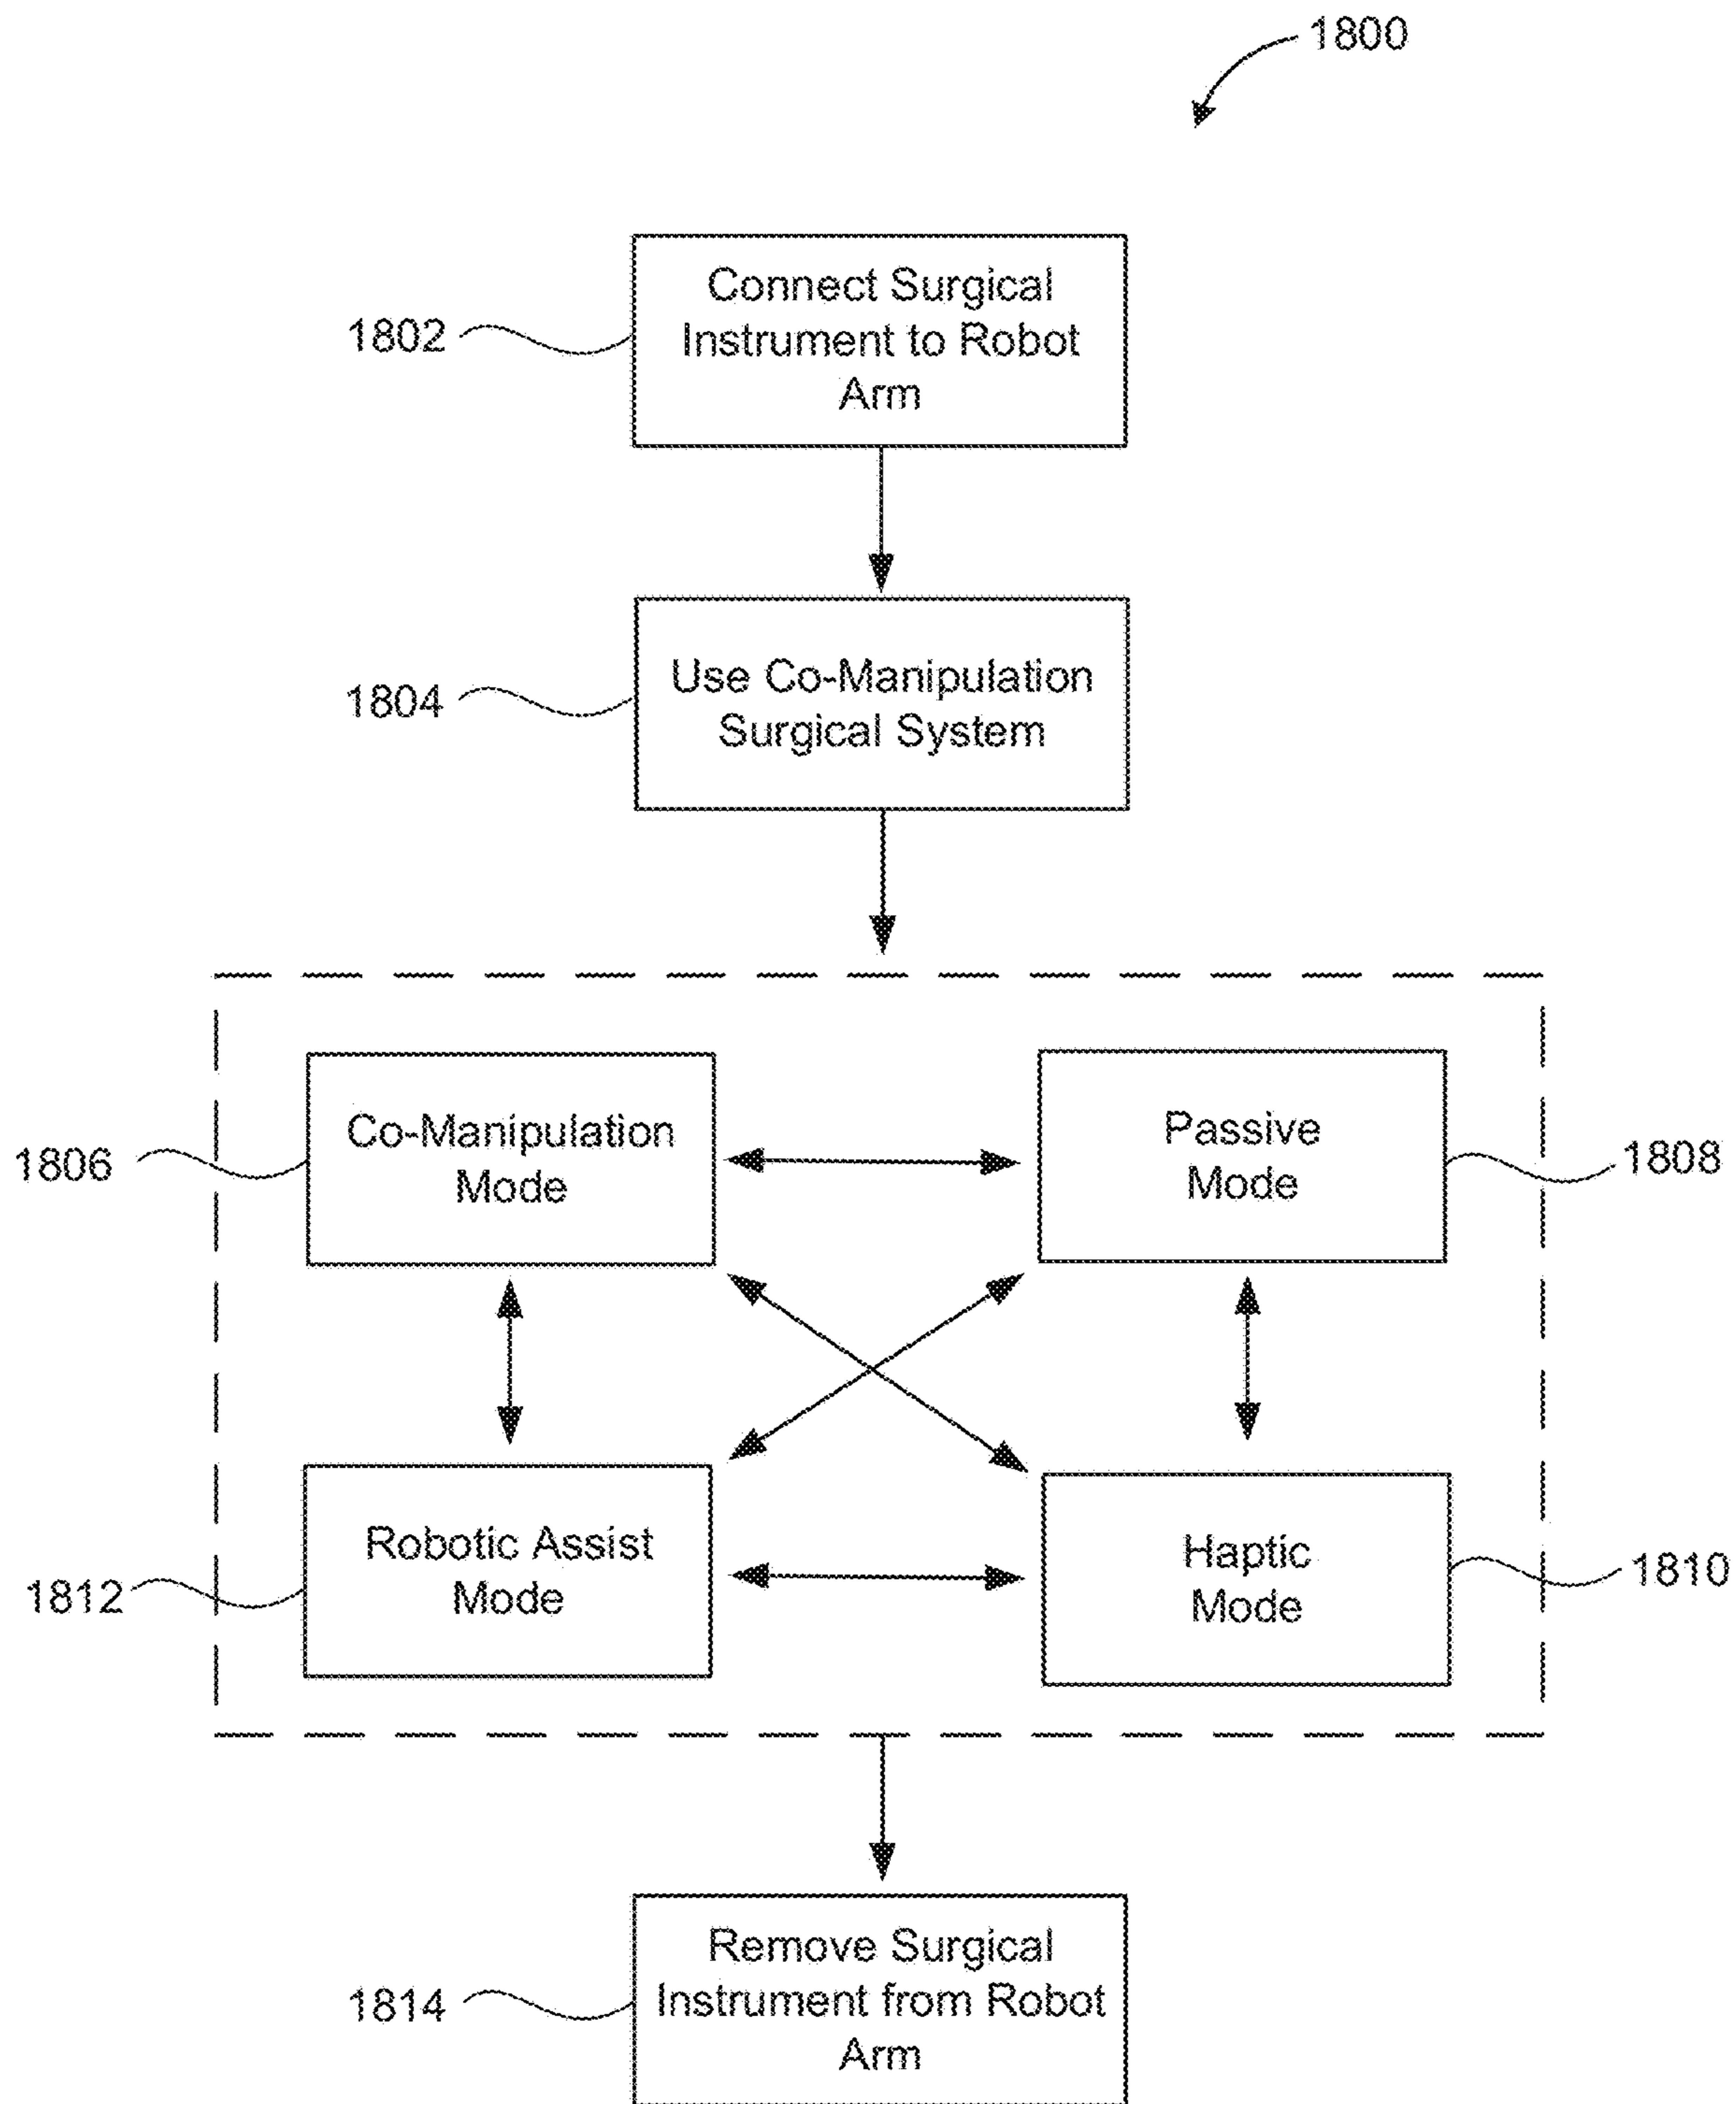 1800
Connect Surgical
Instrument to Robot
Arm
1802
Use Co-Manipulation
Surgical System
1804
Co-Manipulation
Mode
1806
Passive
Mode
1808
Robotic Assist
Mode
1812
Haptic
Mode
1810
Remove Surgical
Instrument from Robot
Arm
1814